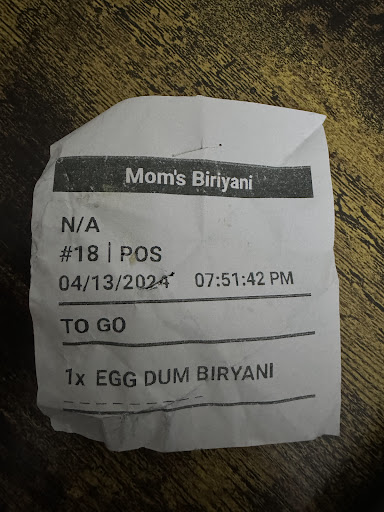 Mom's Biriyani
N/A
#18 | POS
04/13/2024 07:51:42 PM
TO GO
1x EGG DUM BIRYANI